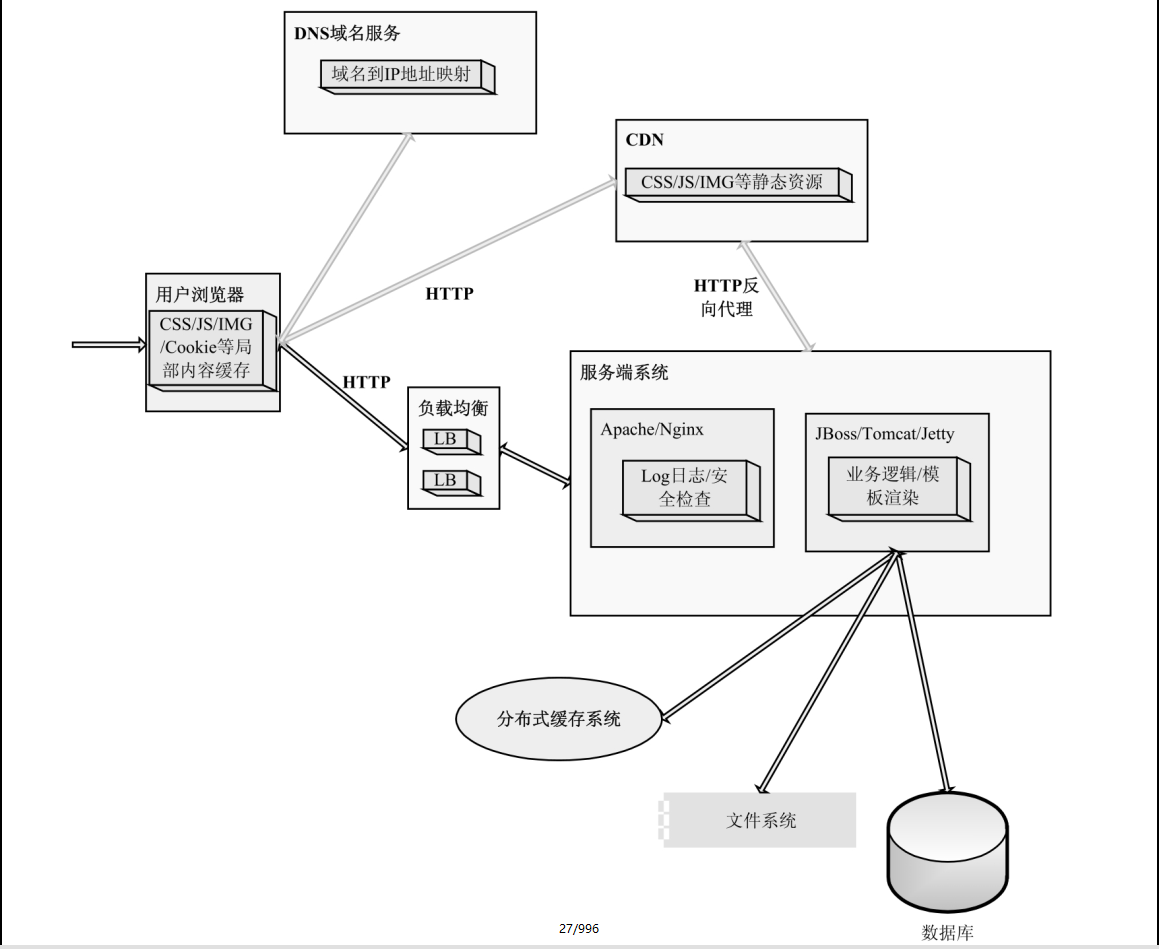 DNS域名服务
域名到IP地址映射
CDN
CSS/JS/IMG等静态资源
用户浏览器
CSS/JS/IMG
/Cookie等局
部内容缓存
HTTP
HTTP反
向代理
HTTP
负载均衡
LB
LB
服务端系统
Apache/Nginx
Log日志/安
全检查
JBoss/Tomcat/Jetty
业务逻辑/模
板渲染
分布式缓存系统
文件系统
数据库
27/996